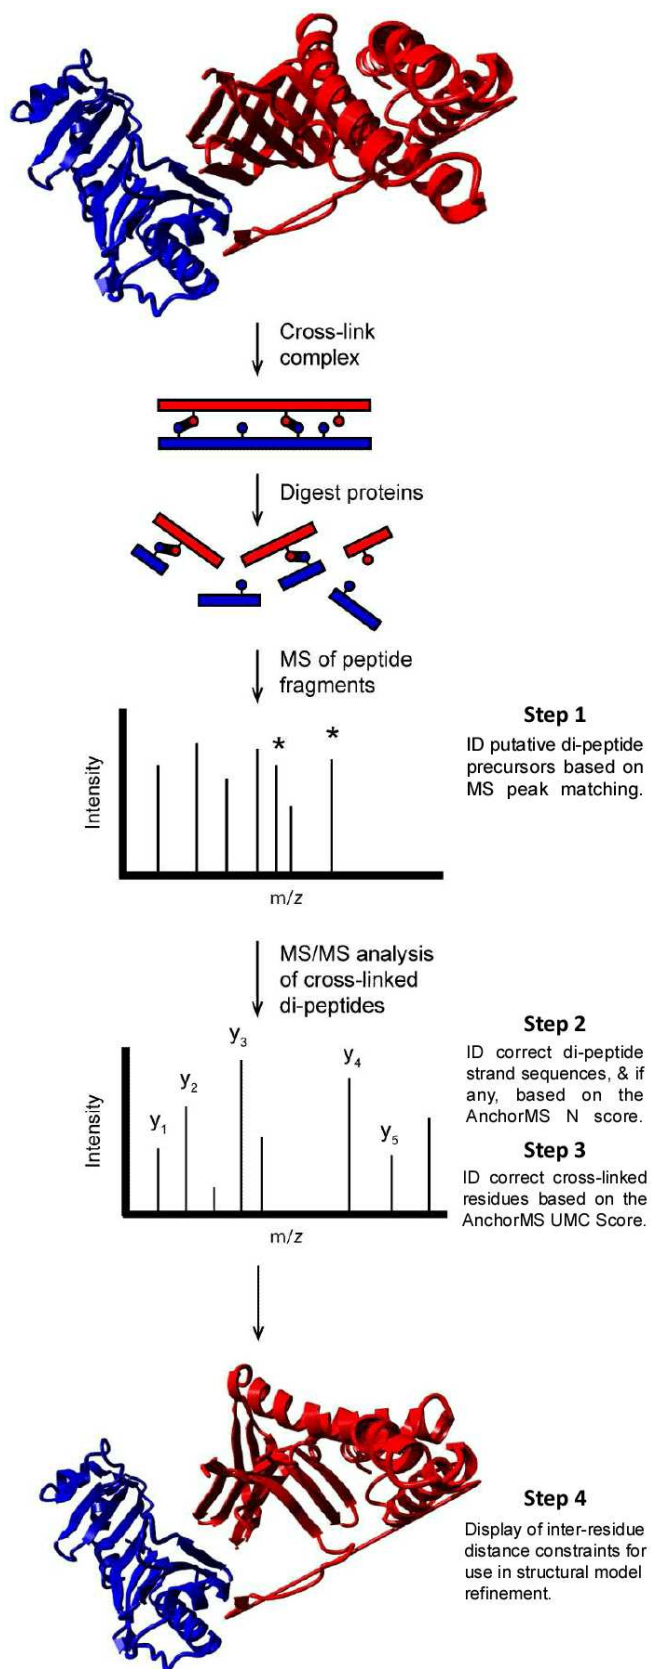 Cross-link
complex
Digest proteins
MS of peptide
fragments
Step 1
ID putative di-peptide
precursors based on
MS peak matching.
* *
Intensity
m/z
MS/MS analysis
of cross-linked
di-peptides
Step 2
ID correct di-peptide
strand sequences, & if
any, based on the
AnchorMS N score.
Step 3
ID correct cross-linked
residues based on the
AnchorMS UMC Score.
y1
y2
y3
y4
y5
Intensity
m/z
Step 4
Display of inter-residue
distance constraints for
use in structural model
refinement.